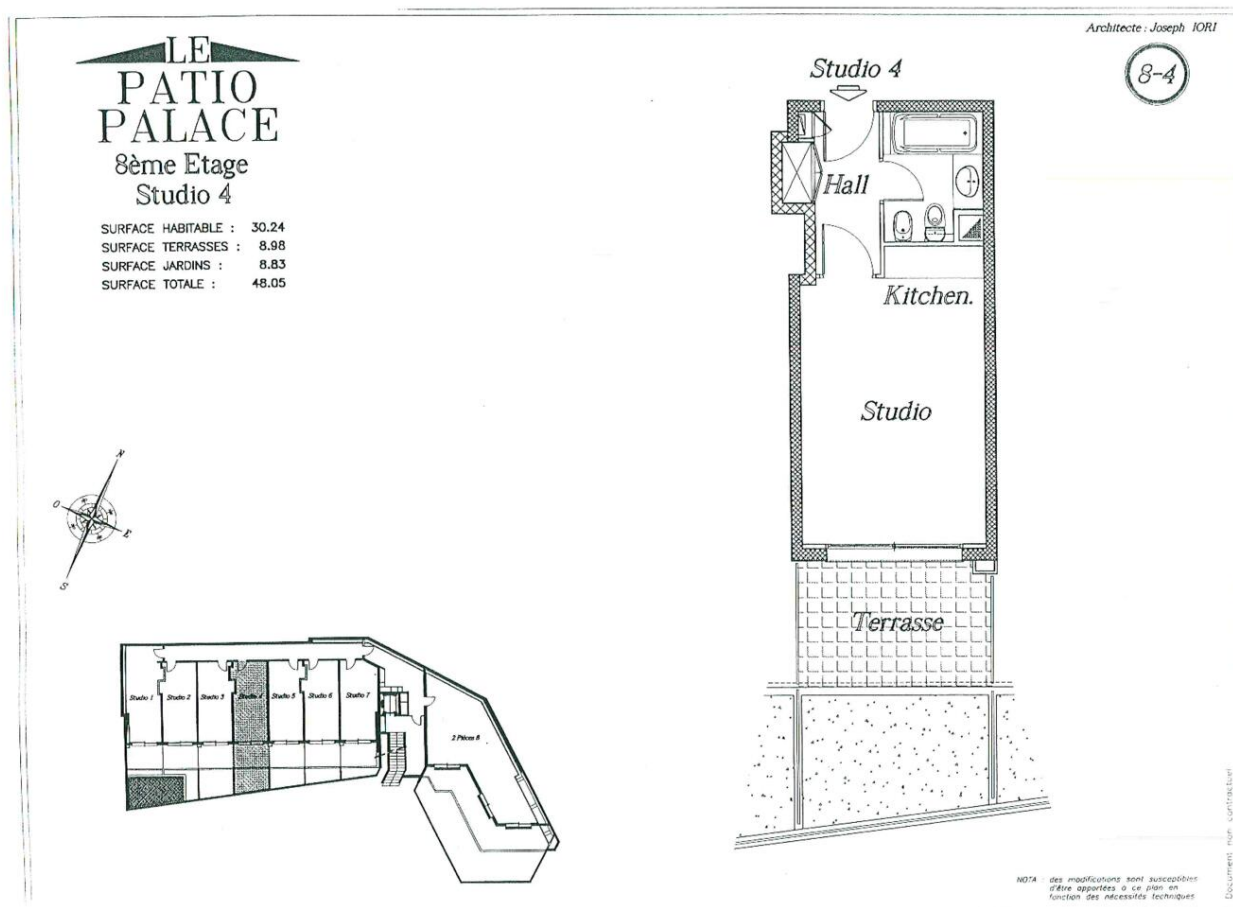 Architecte : Joseph IORI
8-4
LE
PATIO
PALACE
8ème Etage
Studio 4
SURFACE HABITABLE : 30.24
SURFACE TERRASSES : 8.98
SURFACE JARDINS : 8.83
SURFACE TOTALE : 48.05
Studio 4
Hall
Kitchen.
Studio
Terrasse
N
O
E
S
Studio 1
Studio 2
Studio 3
Studio 4
Studio 5
Studio 6
Studio 7
2 Pièces 8
NOTA : des modifications sont susceptibles
d'être apportées a ce plan en
fonction des nécessités techniques
Document non contractuel